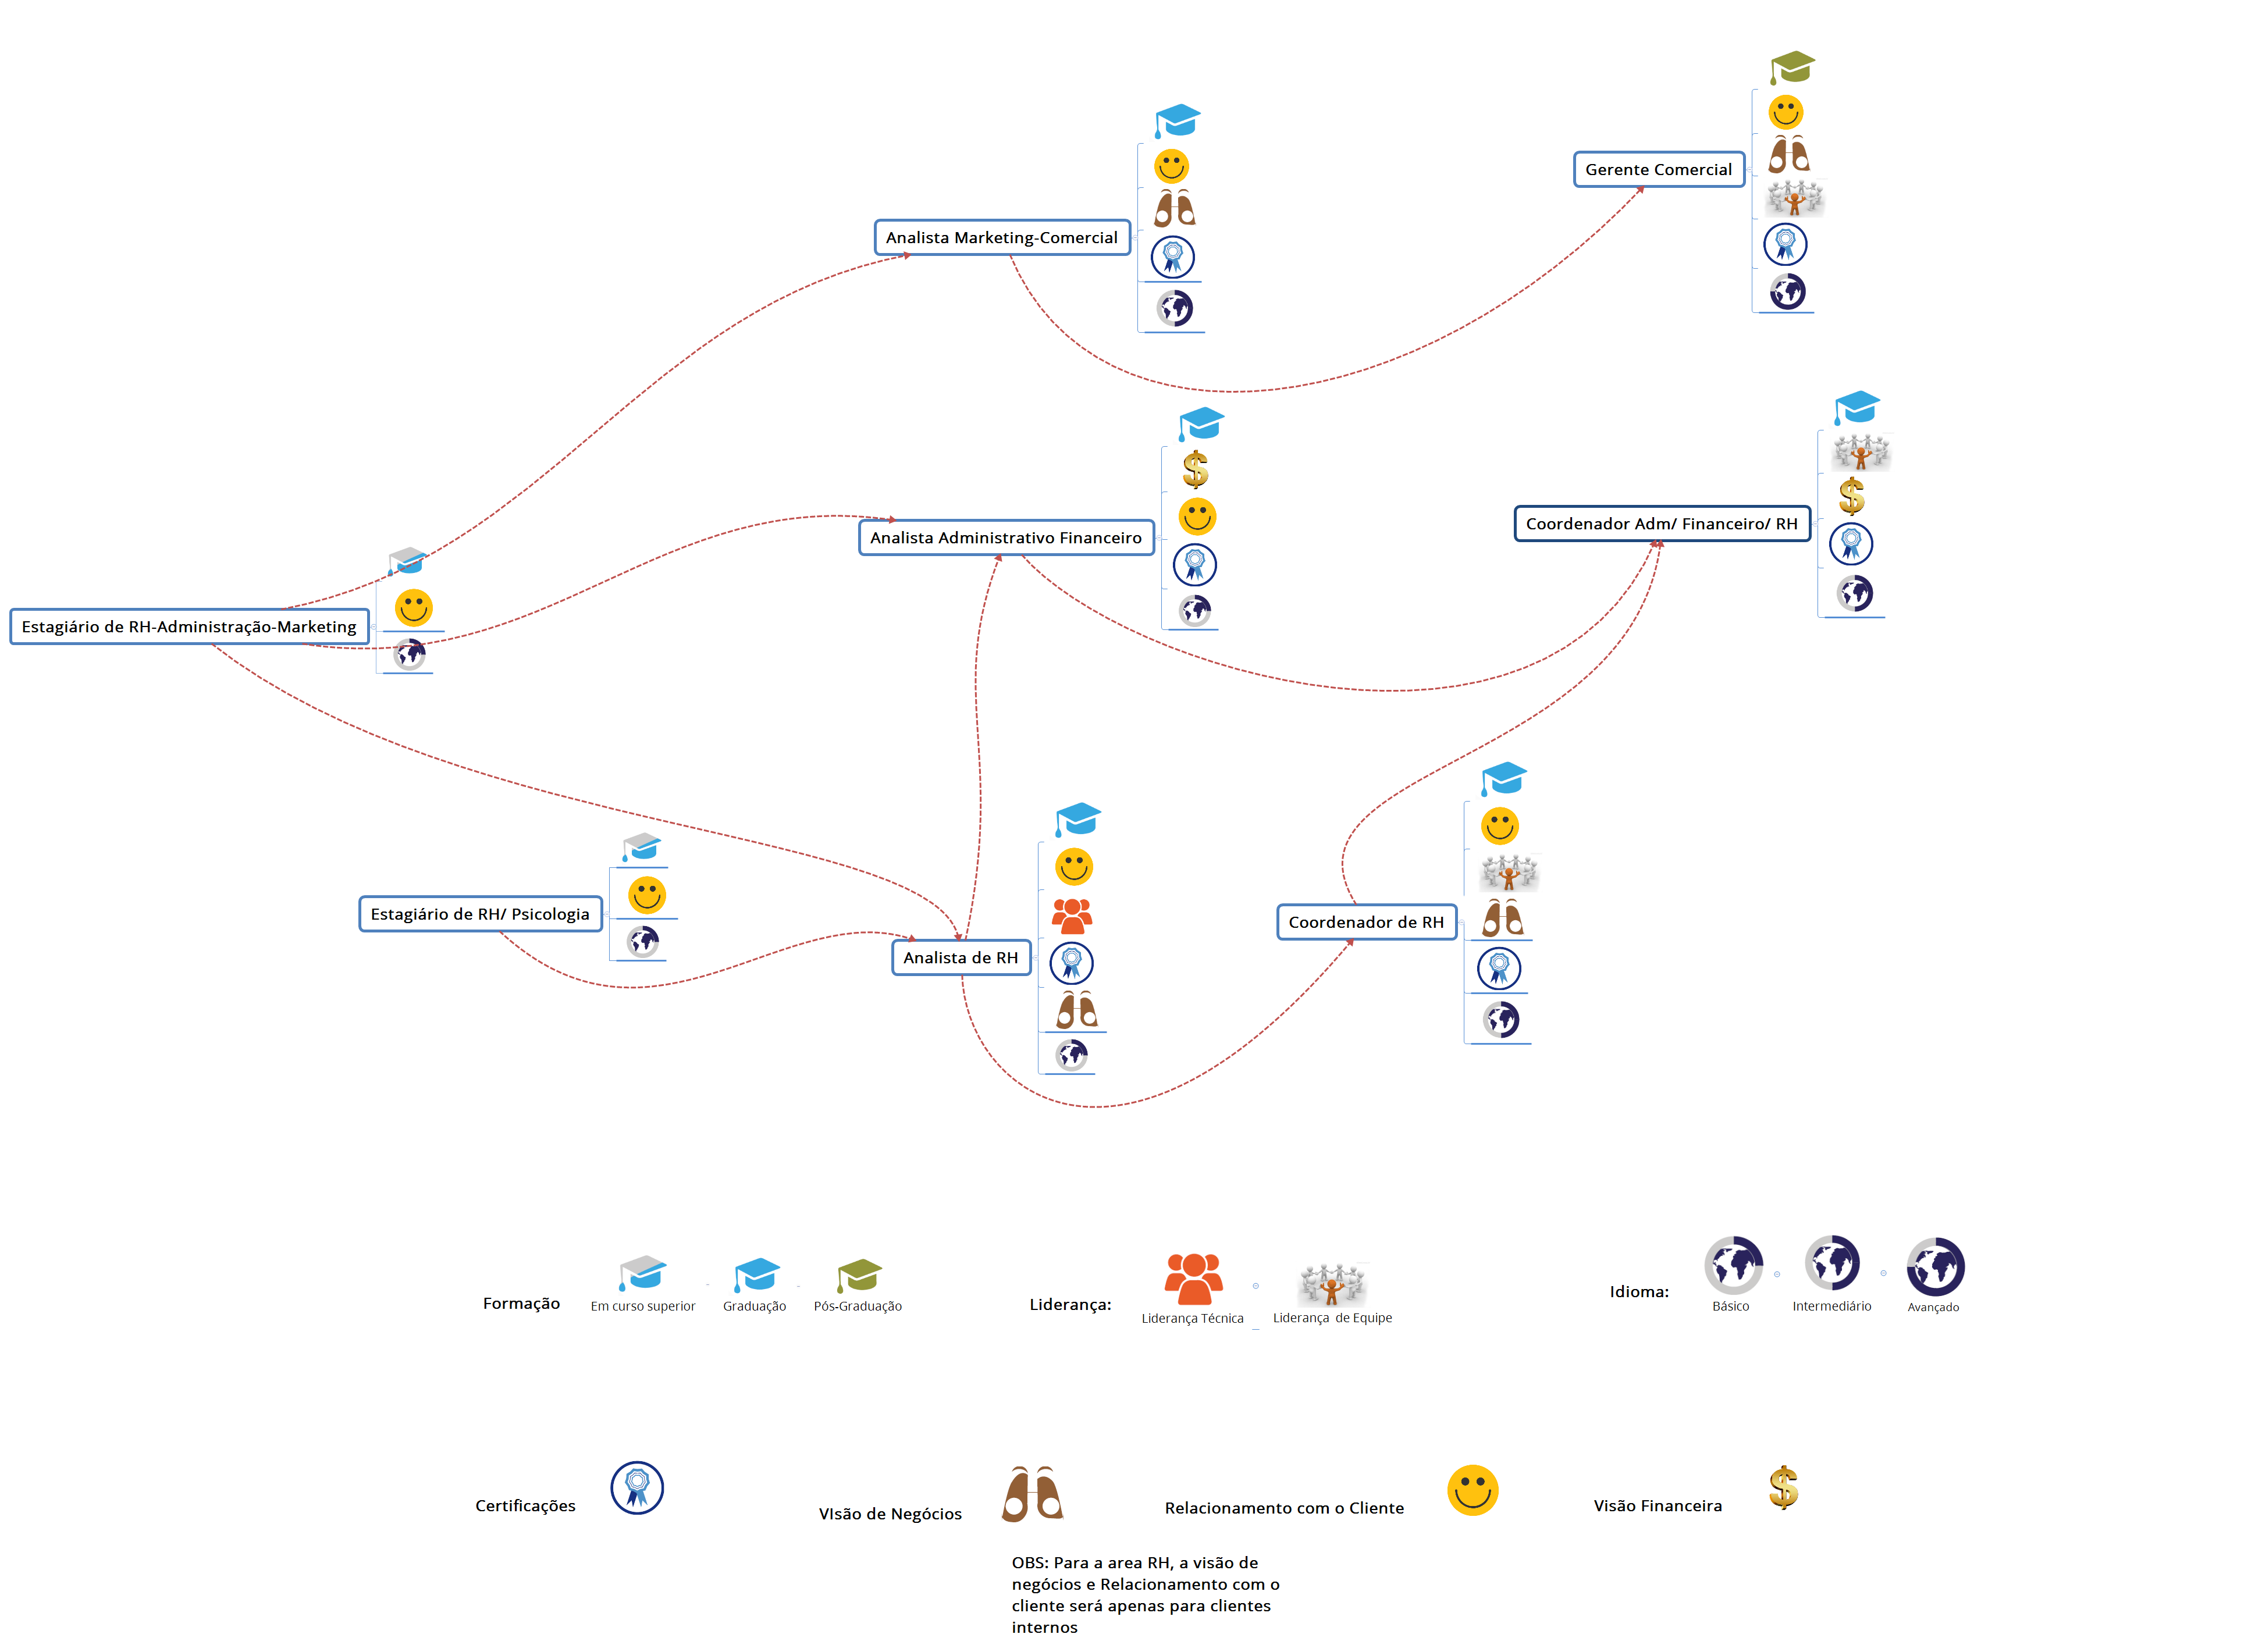 Gerente Comercial
Analista Marketing-Comercial
Coordenador Adm/ Financeiro/ RH
Analista Administrativo Financeiro
Estagiário de RH-Administração-Marketing
Estagiário de RH/ Psicologia
Coordenador de RH
Analista de RH
Formação
Em curso superior
Graduação
Pós-Graduação
Liderança:
Liderança Técnica
Liderança de Equipe
Idioma:
Básico
Intermediário
Avançado
Certificações
VIsão de Negócios
Relacionamento com o Cliente
Visão Financeira
OBS: Para a area RH, a visão de
negócios e Relacionamento com o
cliente será apenas para clientes
internos